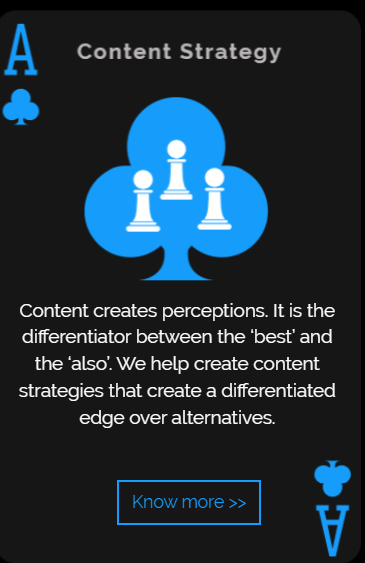 A
Content Strategy
Content creates perceptions. It is the
differentiator between the ‘best’ and
the ‘also’. We help create content
strategies that create a differentiated
edge over alternatives.
Know more >>
A